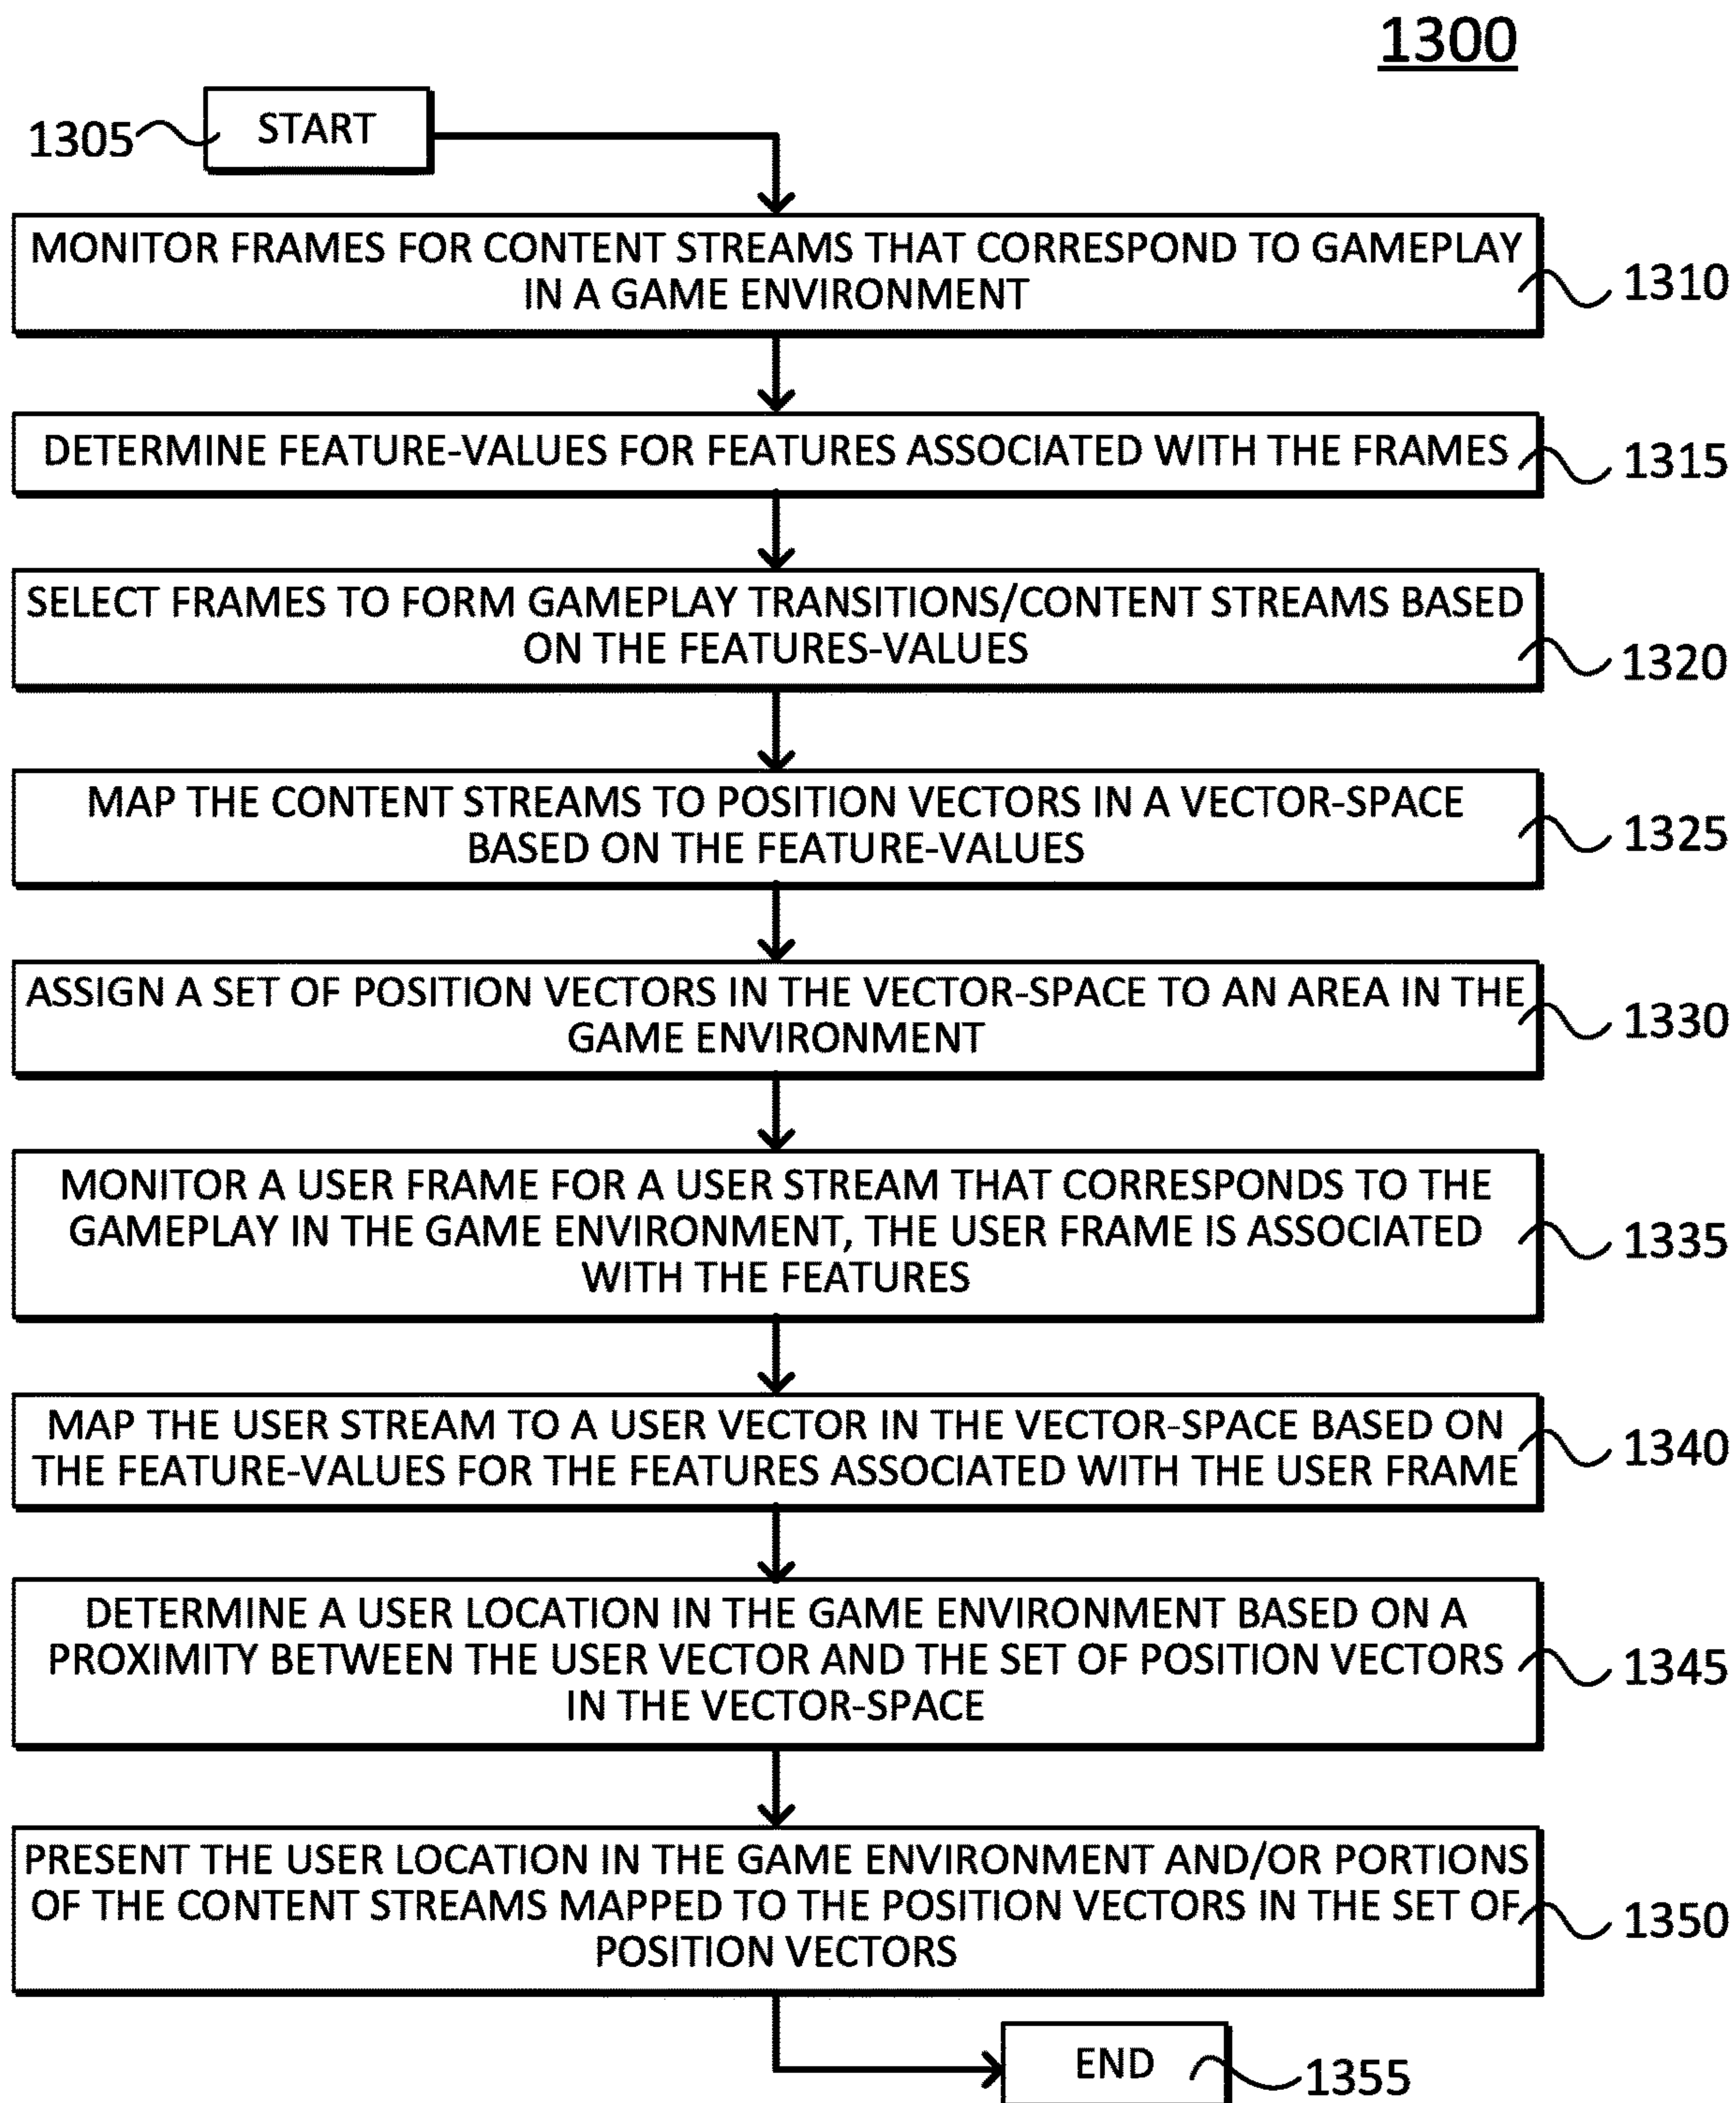 1300
1305
START
MONITOR FRAMES FOR CONTENT STREAMS THAT CORRESPOND TO GAMEPLAY
IN A GAME ENVIRONMENT
1310
DETERMINE FEATURE-VALUES FOR FEATURES ASSOCIATED WITH THE FRAMES
1315
SELECT FRAMES TO FORM GAMEPLAY TRANSITIONS/CONTENT STREAMS BASED
ON THE FEATURES-VALUES
1320
MAP THE CONTENT STREAMS TO POSITION VECTORS IN A VECTOR-SPACE
BASED ON THE FEATURE-VALUES
1325
ASSIGN A SET OF POSITION VECTORS IN THE VECTOR-SPACE TO AN AREA IN THE
GAME ENVIRONMENT
1330
MONITOR A USER FRAME FOR A USER STREAM THAT CORRESPONDS TO THE
GAMEPLAY IN THE GAME ENVIRONMENT, THE USER FRAME IS ASSOCIATED
WITH THE FEATURES
1335
MAP THE USER STREAM TO A USER VECTOR IN THE VECTOR-SPACE BASED ON
THE FEATURE-VALUES FOR THE FEATURES ASSOCIATED WITH THE USER FRAME
1340
DETERMINE A USER LOCATION IN THE GAME ENVIRONMENT BASED ON A
PROXIMITY BETWEEN THE USER VECTOR AND THE SET OF POSITION VECTORS
IN THE VECTOR-SPACE
1345
PRESENT THE USER LOCATION IN THE GAME ENVIRONMENT AND/OR PORTIONS
OF THE CONTENT STREAMS MAPPED TO THE POSITION VECTORS IN THE SET OF
POSITION VECTORS
1350
END
1355